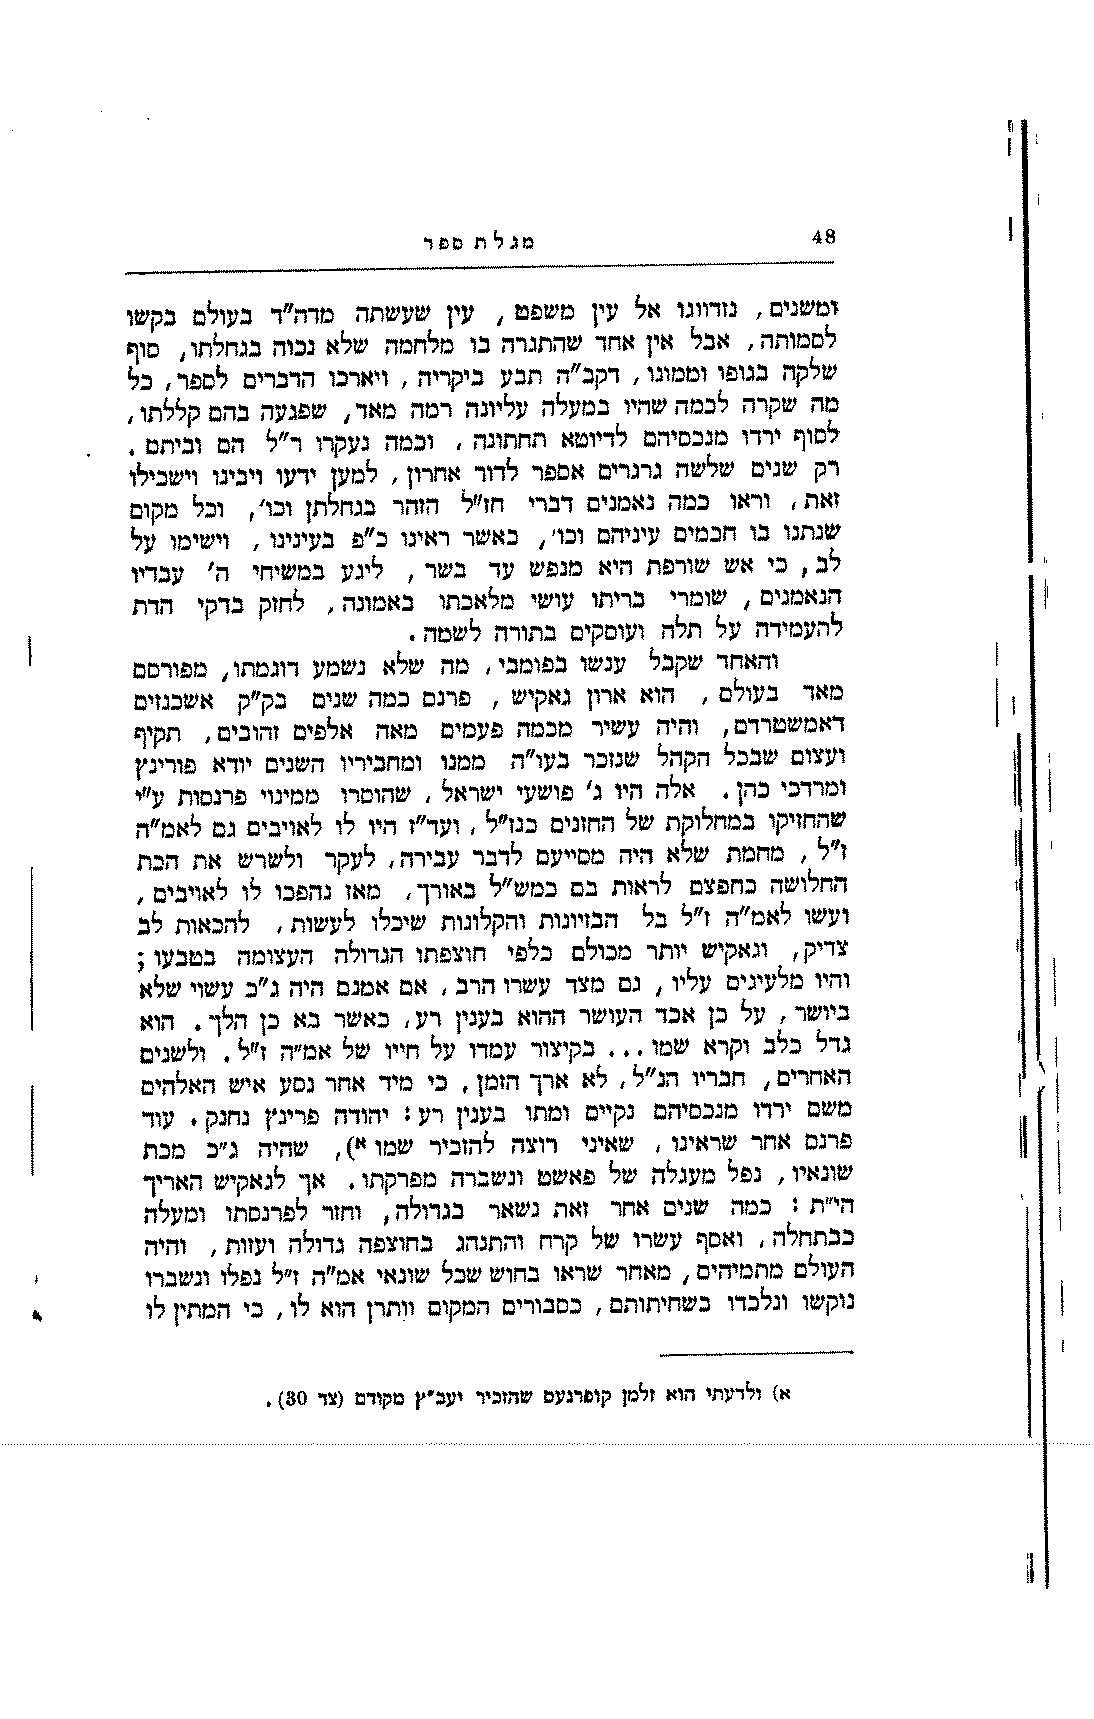 48
מגלת ספר
ומשנים, נזדווגו אל עין משפט, עין שעשתה מדה"ד בעולם בקשו
לסמותה, אבל אין אחד שהתגרה בו מלחמה שלא נכוה בגחלתו, סוף
שלקה בגופו וממונו, דקב"ה תבע ביקריה, ויארכו הדברים לספר, כל
מה שקרה לכמה שהיו במעלה עליונה רמה מאד, שפגעה בהם קללתו,
לסוף ירדו מנכסיהם לדיוטא תחתונה, וכמה נעקרו ר"ל הם וביתם.
רק שנים שלשה גרגרים אספר לדור אחרון, למען ידעו ויבינו וישכילו
זאת, וראו כמה נאמנים דברי חז"ל הזהר בגחלתן וכו', וכל מקום
שנתנו בו חכמים עיניהם וכו', כאשר ראינו כ"פ בעינינו, וישימו על
לב, כי אש שורפת היא מנפש עד בשר, ליגע במשיחי ה' עבדיו
הנאמנים, שומרי בריתו עושי מלאכתו באמונה, לחזק בדקי הדת
להעמידה על תלה ועוסקים בתורה לשמה.
והאחד שקבל ענשו בפומבי, מה שלא נשמע דוגמתו, מפורסם
מאד בעולם, הוא ארון גאקיש, פרנס כמה שנים בק"ק אשכנזים
דאמשטרדם, והיה עשיר מכמה פעמים מאה אלפים זהובים, תקיף
ועצום שבכל הקהל שנזכר בעו"ה ממנו ומחביריו השנים יודא פורינץ
ומרדכי כהן. אלה היו ג' פושעי ישראל, שהוסרו ממינוי פרנסות ע"י
שהחזיקו במחלוקת של החזנים כנז"ל, ועד"ז היו לו לאויבים גם לאמ"ה
ז"ל, מחמת שלא היה מסייעם לדבר עבירה, לעקר ולשרש את הכת
החלושה כחפצם לראות בם כמש"ל באורך, מאז נהפכו לו לאויבים,
ועשו לאמ"ה ז"ל כל הבזיונות והקלונות שיכלו לעשות, להכאות לב
צדיק, וגאקיש יותר מכולם כלפי חוצפתו הגדולה העצומה בטבעו;
והיו מלעיגים עליו, גם מצד עשרו הרב, אם אמנם היה ג"כ עשוי שלא
ביושר, על כן אבד העושר ההוא בענין רע, כאשר בא כן הלך. הוא
גדל כלב וקרא שמו... בקיצור עמדו על חייו של אמ"ה ז"ל. ולשנים
האחרים, חבריו הנ"ל, לא ארך הזמן, כי מיד אחר נסע איש האלהים
משם ירדו מנכסיהם נקיים ומתו בענין רע: יהודה פרינץ נחנק. עוד
פרנס אחר שראינו, שאיני רוצה להזכיר שמו א), שהיה ג"כ מכת
שונאיו, נפל מעגלה של פאשט ונשברה מפרקתו. אך לגאקיש האריך
הי"ת: כמה שנים אחר זאת נשאר בגדולה, וחזר לפרנסתו ומעלה
כבתחלה, ואסף עשרו של קרח והתנהג בחוצפה גדולה ועזות, והיה
העולם מתמיהים, מאחר שראו בחוש שכל שונאי אמ"ה ז"ל נפלו ונשברו
נוקשו ונלכדו בשחיתותם, כסבורים המקום וותרן הוא לו, כי המתין לו
א) ולדעתי הוא זלמן קופרנעס שהזכיר יעב"ץ מקודם (צד 30).